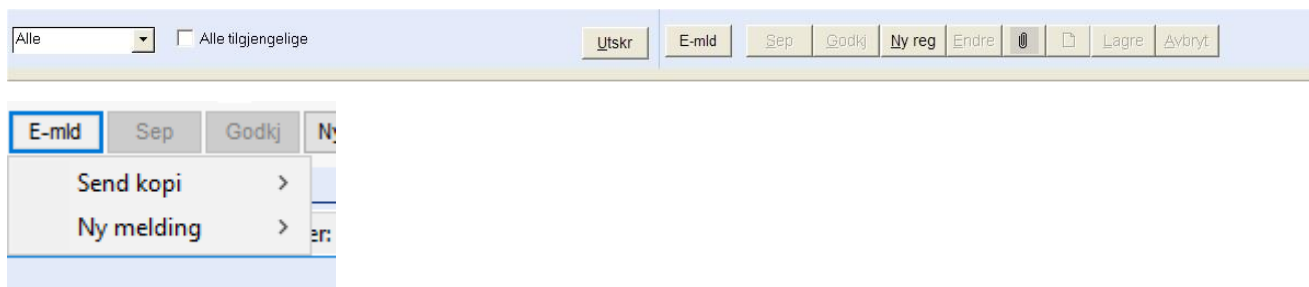 Alle Alle tilgjengelige Utskr E-mld Sep Godkj Ny reg Endre Lagre Avbryt
E-mld Sep Godkj
Send kopi >
Ny melding > er: